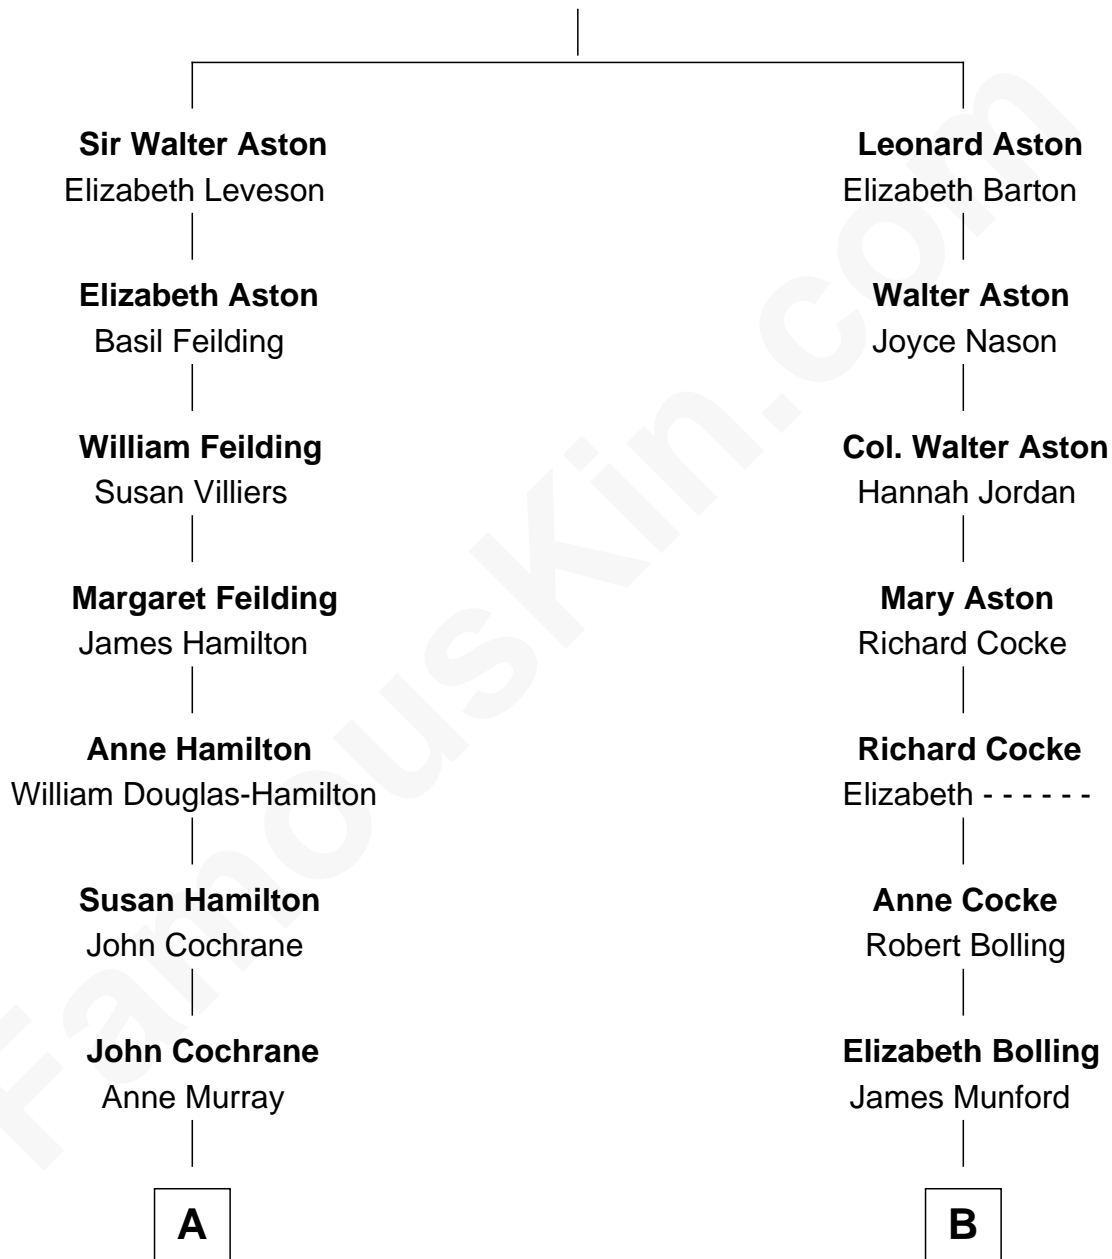 Sir Walter Aston
Elizabeth Leveson
Elizabeth Aston
Basil Feilding
William Feilding
Susan Villiers
Margaret Feilding
James Hamilton
Anne Hamilton
William Douglas-Hamilton
Susan Hamilton
John Cochrane
John Cochrane
Anne Murray
A
Leonard Aston
Elizabeth Barton
Walter Aston
Joyce Nason
Col. Walter Aston
Hannah Jordan
Mary Aston
Richard Cocke
Richard Cocke
Elizabeth - - - - - -
Anne Cocke
Robert Bolling
Elizabeth Bolling
James Munford
B
FamousKin.com